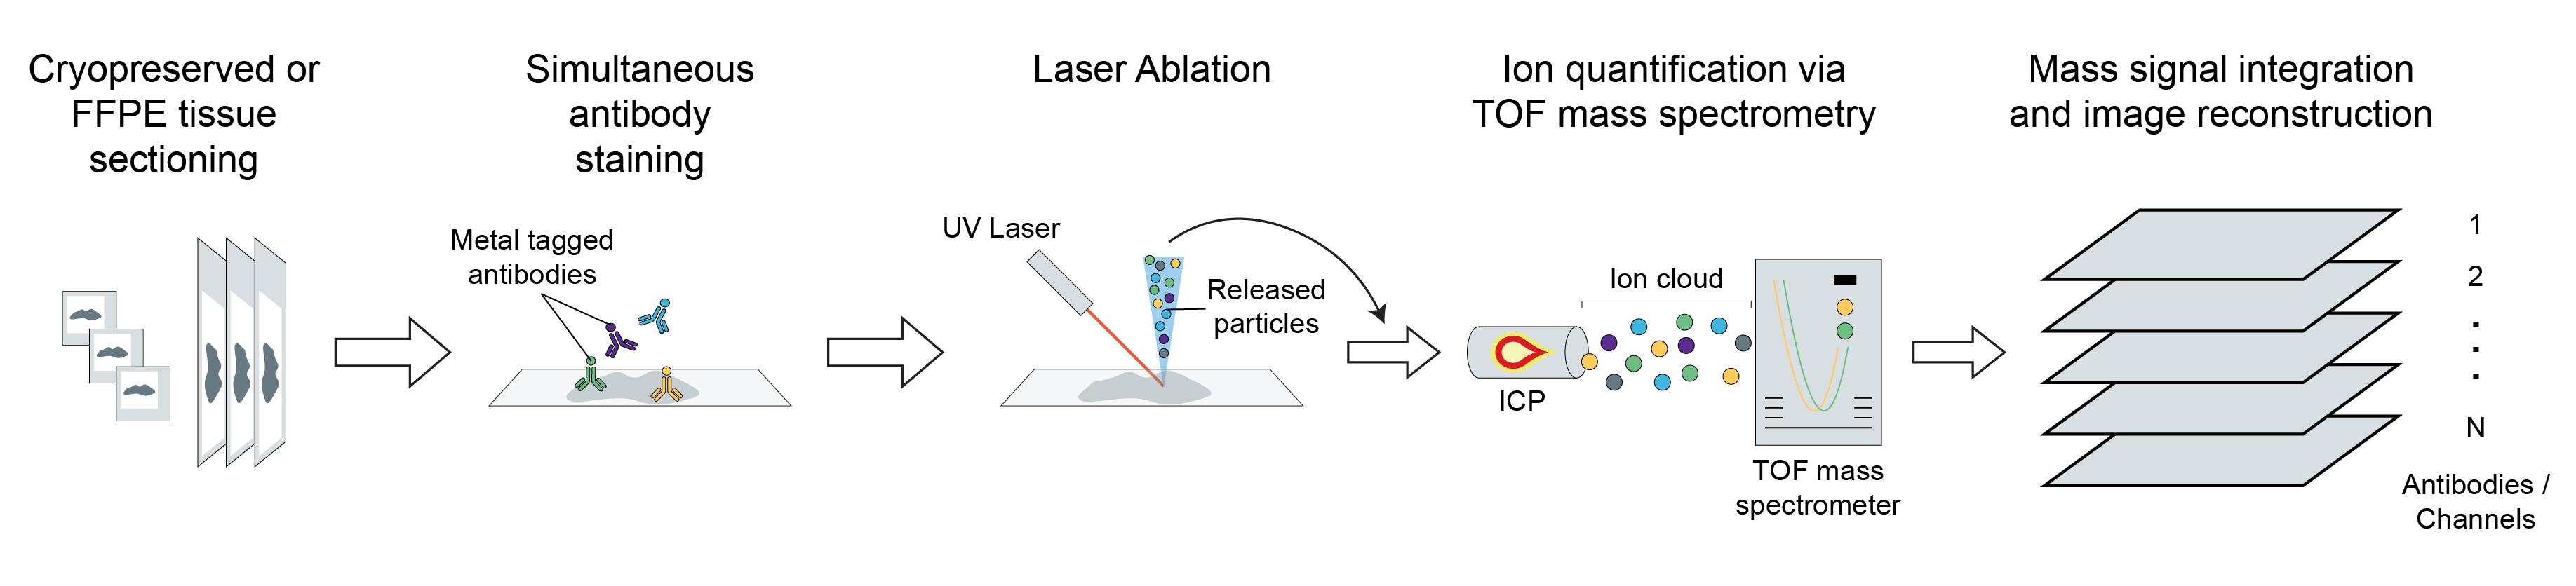 Cryopreserved or
FFPE tissue
sectioning
Simultaneous
antibody
staining
Metal tagged
antibodies
Laser Ablation
UV Laser
Released
particles
Ion quantification via
TOF mass spectrometry
Ion cloud
ICP
TOF mass
spectrometer
Mass signal integration
and image reconstruction
1
2
.
.
.
N
Antibodies /
Channels